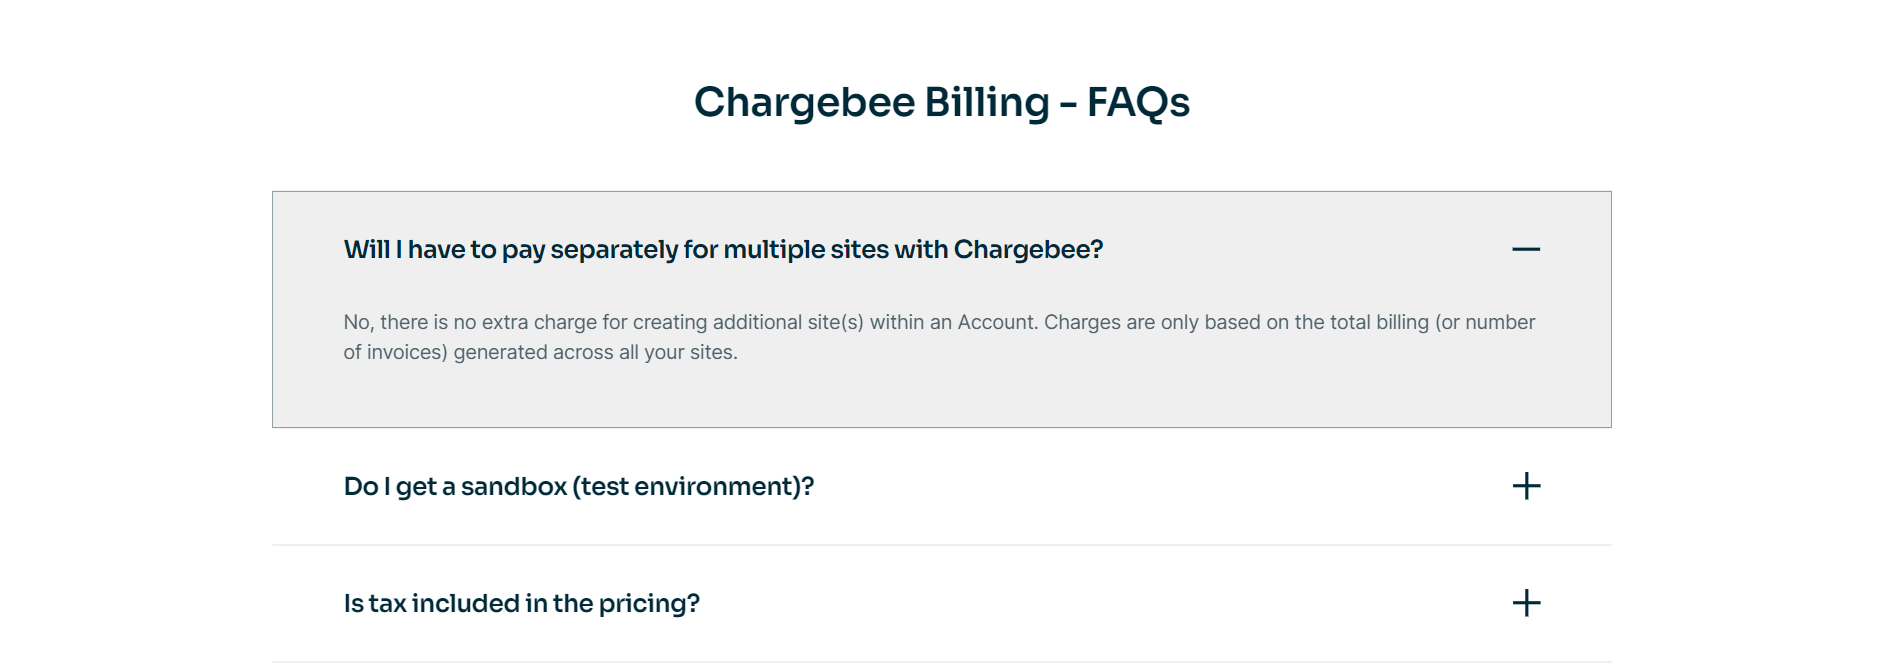 Chargebee Billing - FAQs
Will I have to pay separately for multiple sites with Chargebee?
No, there is no extra charge for creating additional site(s) within an Account. Charges are only based on the total billing (or number
of invoices) generated across all your sites.
Do I get a sandbox (test environment)?
Is tax included in the pricing?